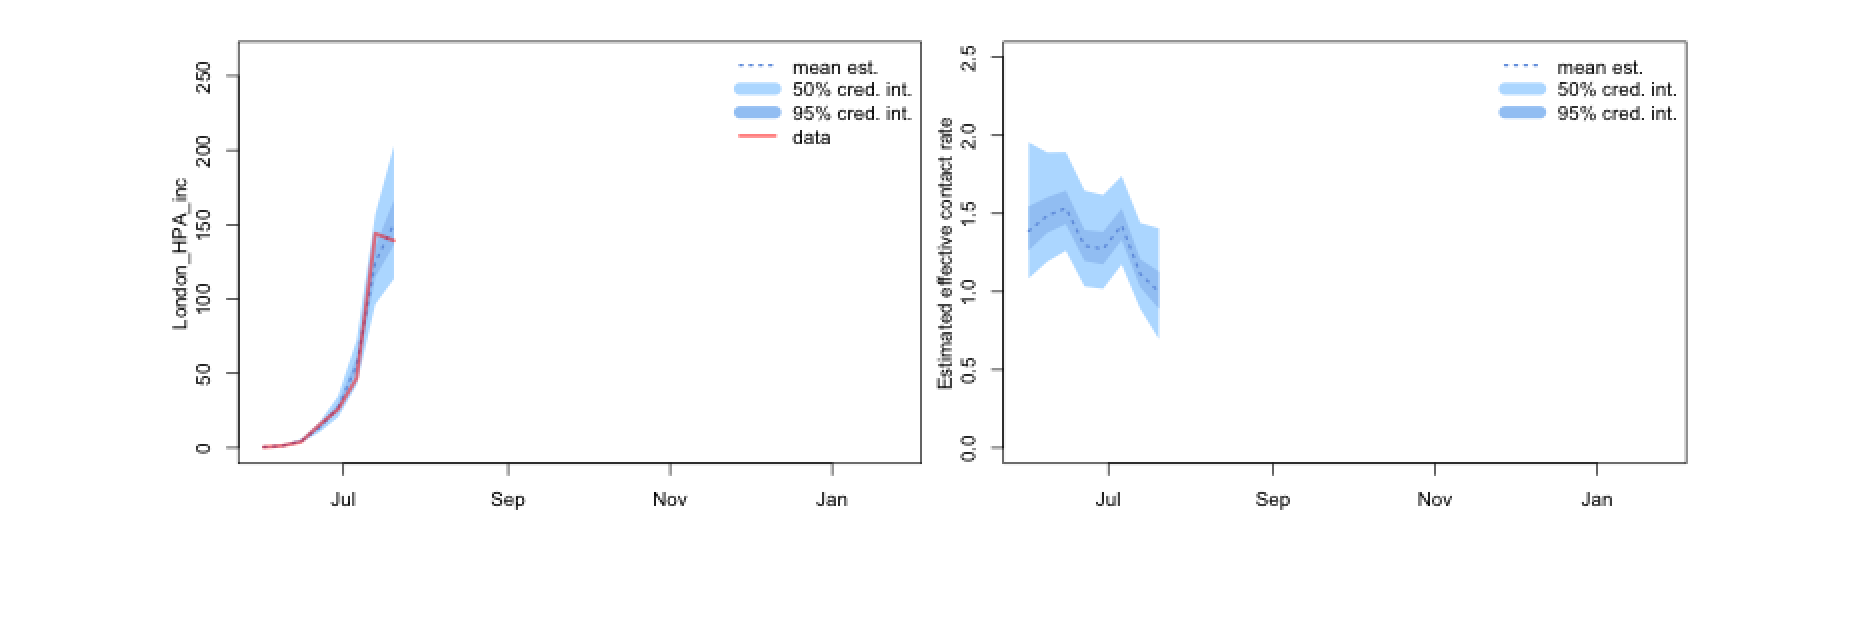 London_HPA_inc
250
200
150
100
50
0
Jul Sep Nov Jan
mean est.
50% cred. int.
95% cred. int.
data
Estimated effective contact rate
2.5
2.0
1.5
1.0
0.5
0.0
Jul Sep Nov Jan
mean est.
50% cred. int.
95% cred. int.